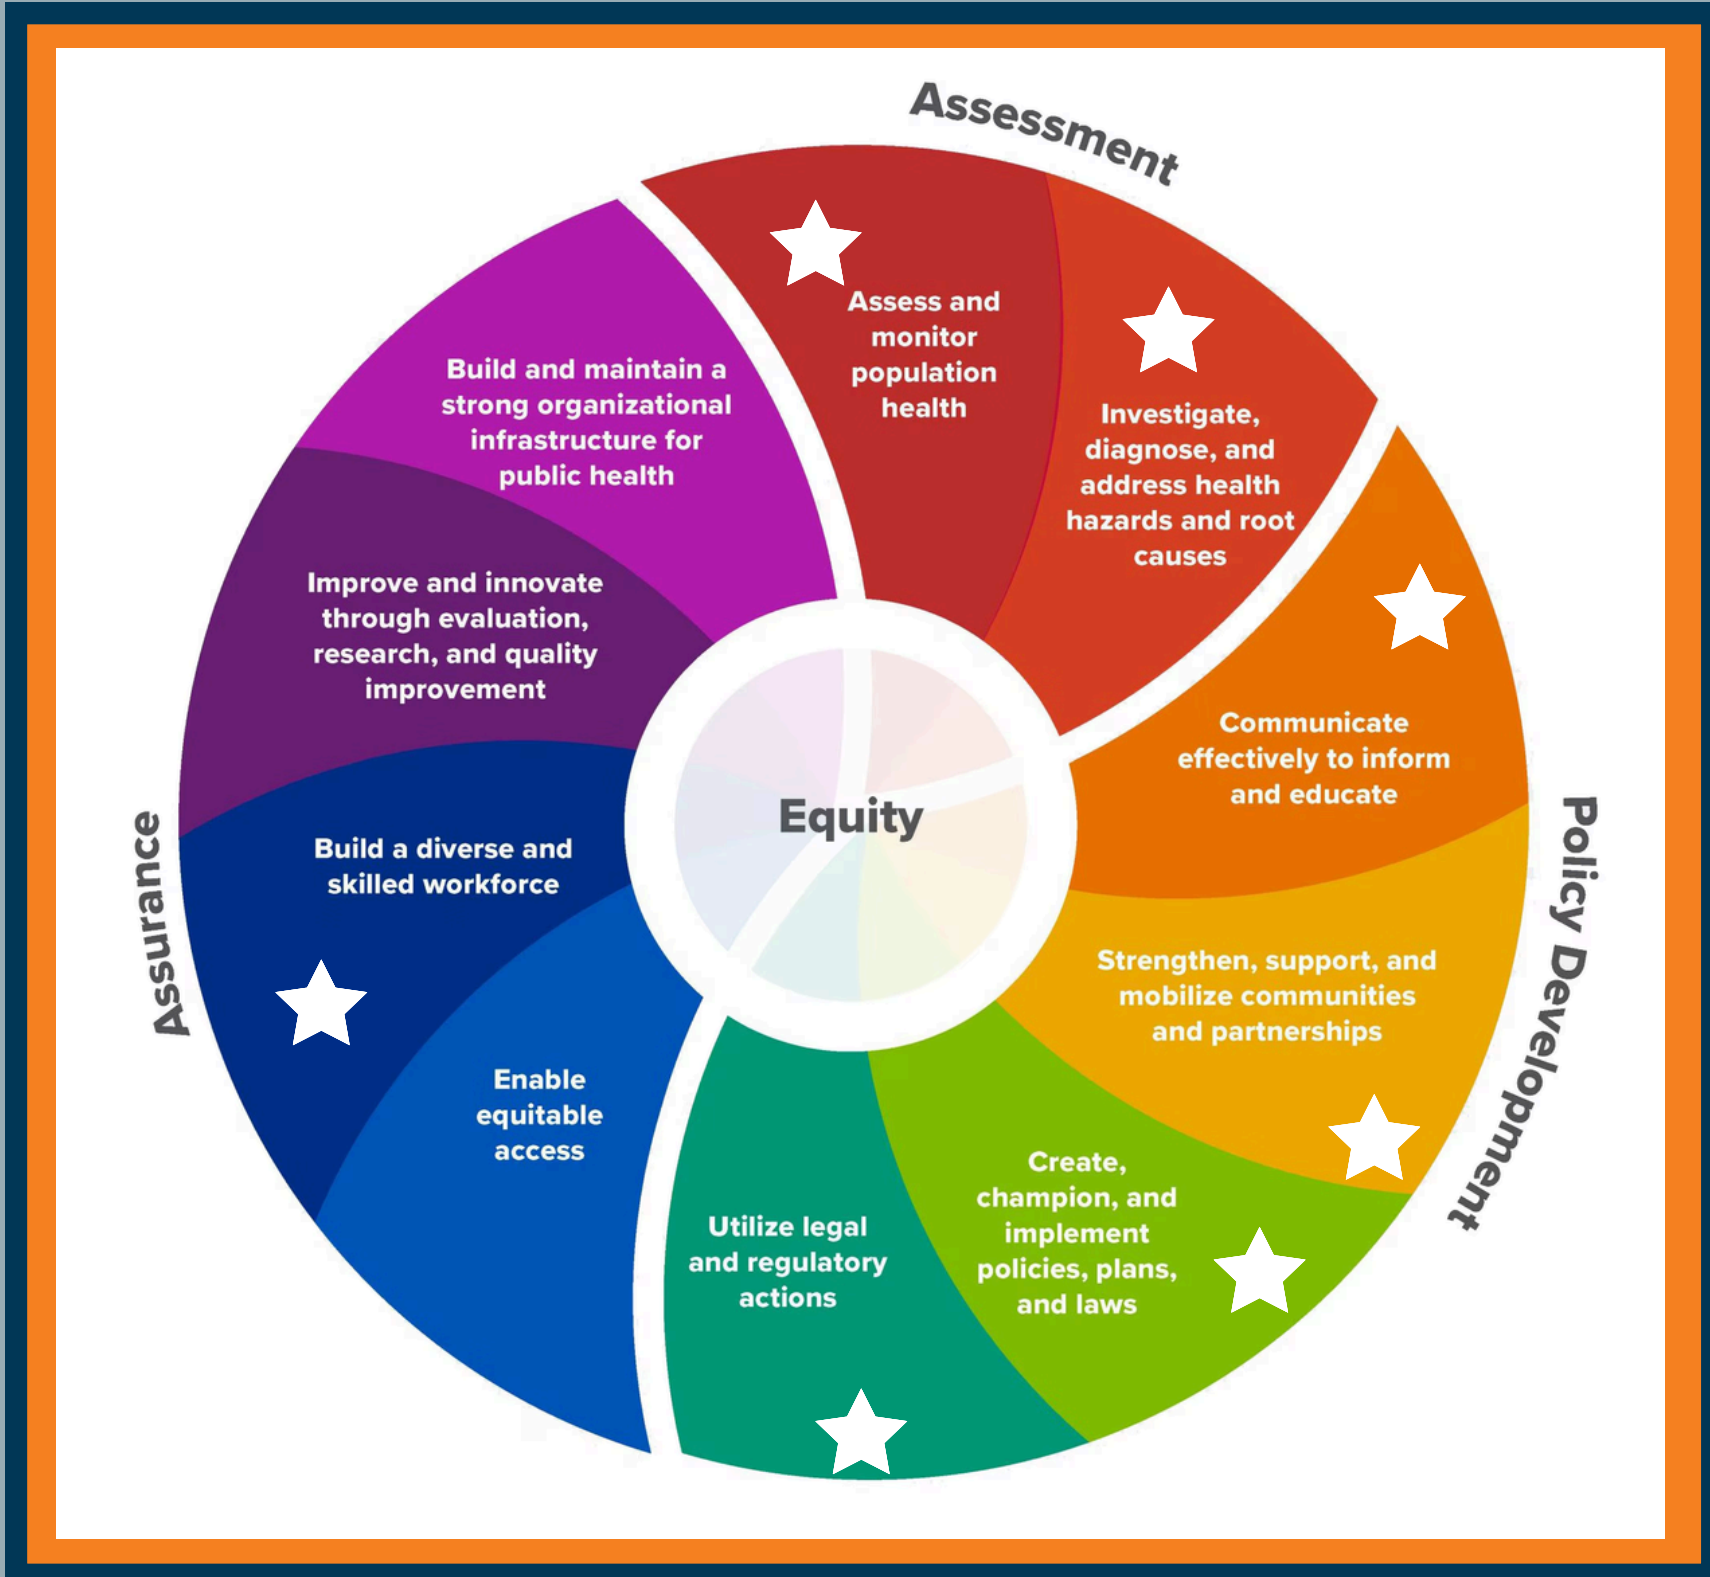 Assessment
Assess and
monitor
population
health
Investigate,
diagnose, and
address health
hazards and root
causes
Policy Development
Communicate
effectively to inform
and educate
Strengthen, support, and
mobilize communities
and partnerships
Create,
champion, and
implement
policies, plans,
and laws
Utilize legal
and regulatory
actions
Assurance
Enable
equitable
access
Build a diverse and
skilled workforce
Improve and innovate
through evaluation,
research, and quality
improvement
Build and maintain a
strong organizational
infrastructure for
public health
Equity